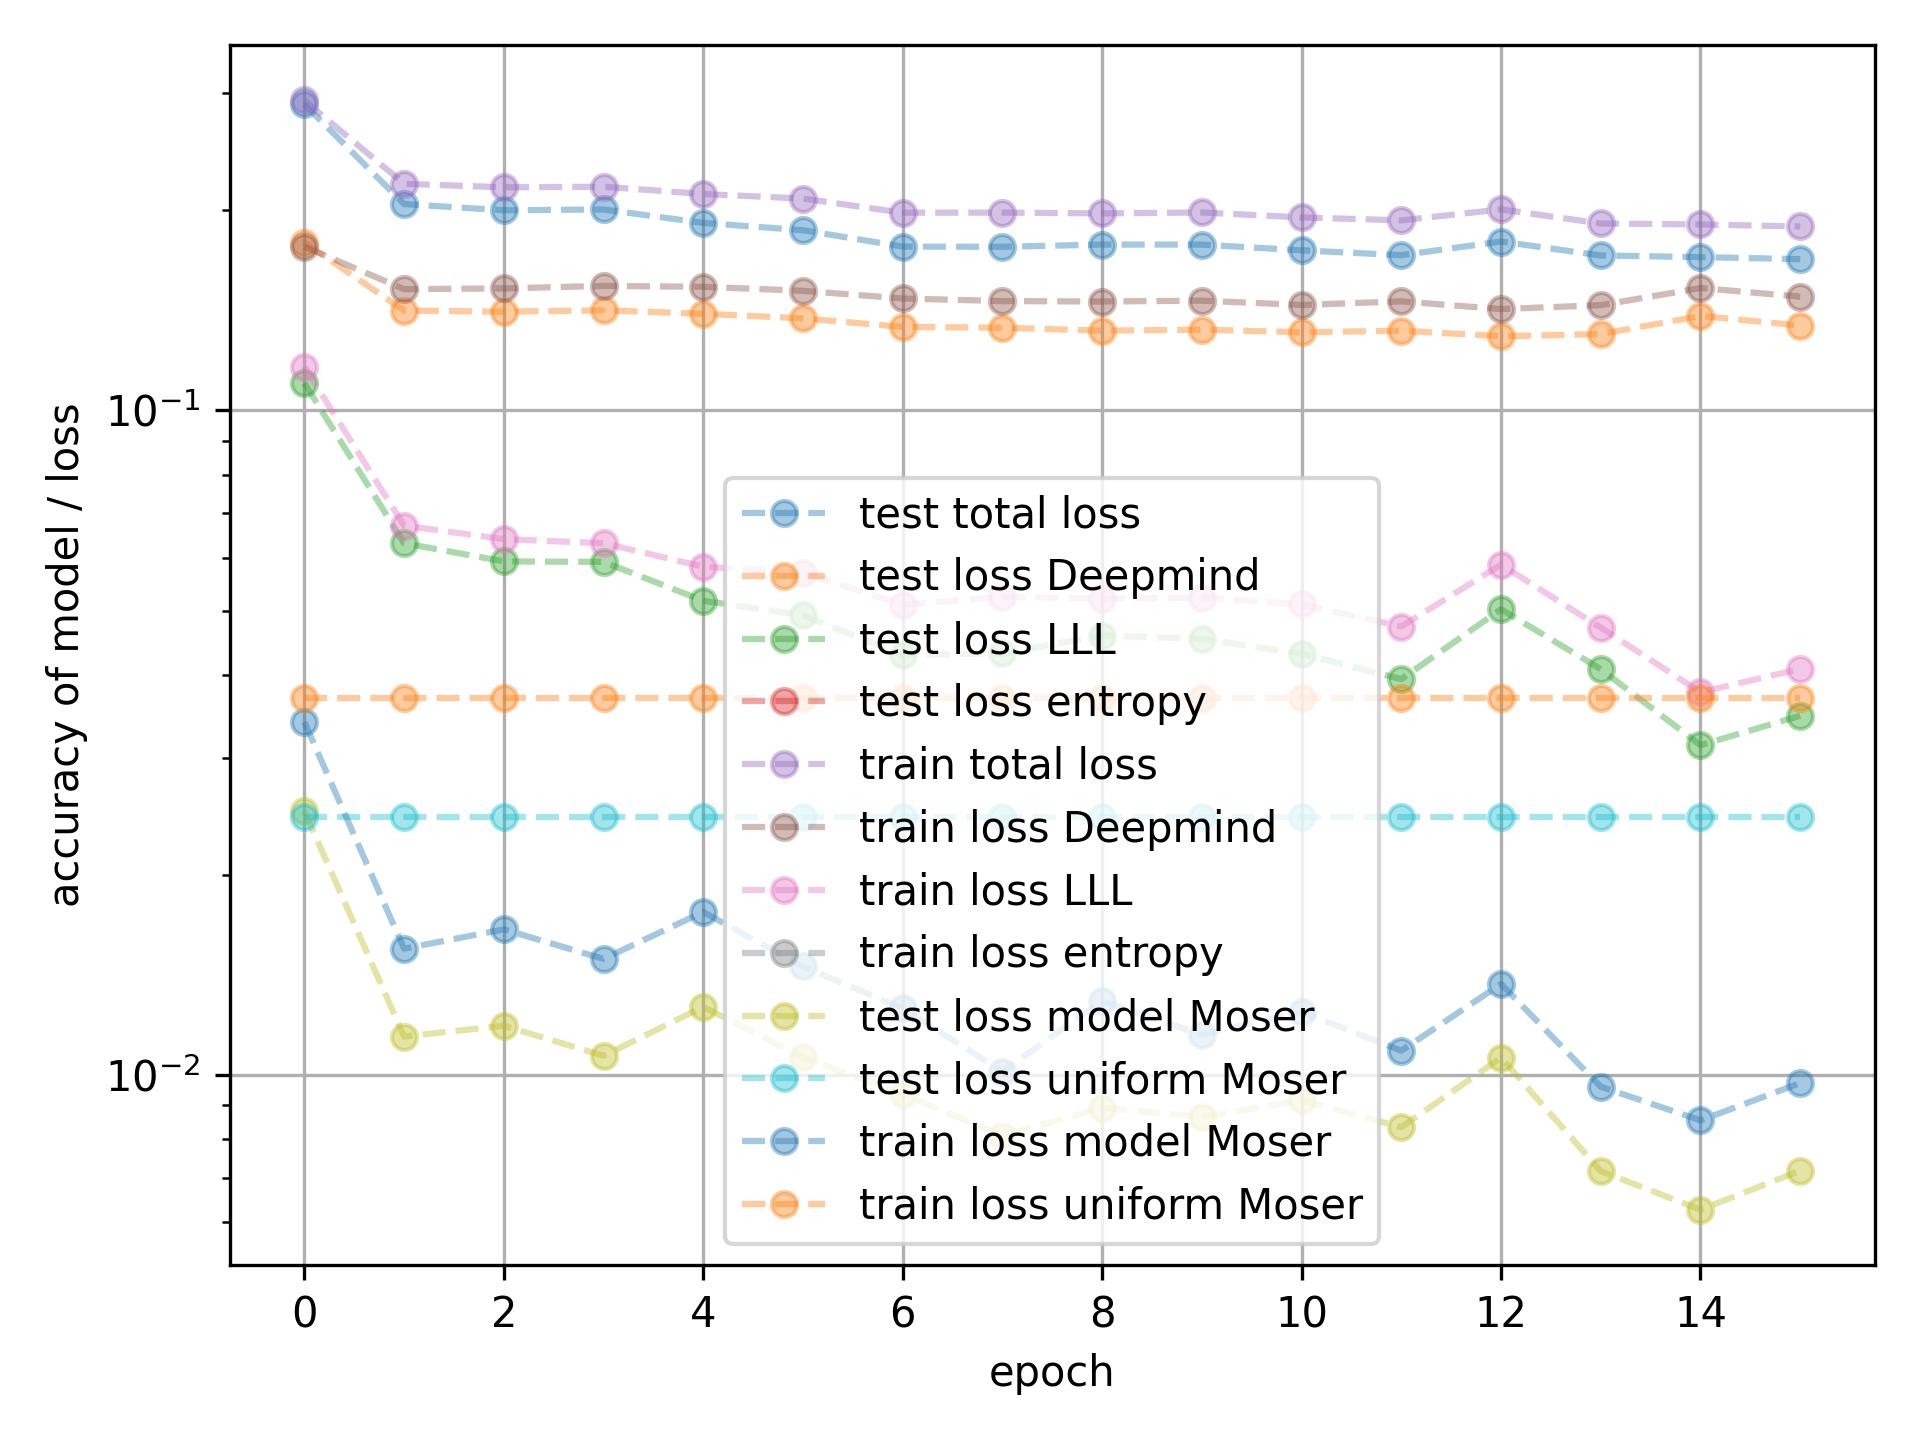 accuracy of model / loss
10⁻¹
10⁻²
test total loss
test loss Deepmind
test loss LLL
test loss entropy
train total loss
train loss Deepmind
train loss LLL
train loss entropy
test loss model Moser
test loss uniform Moser
train loss model Moser
train loss uniform Moser
0 2 4 6 8 10 12 14
epoch